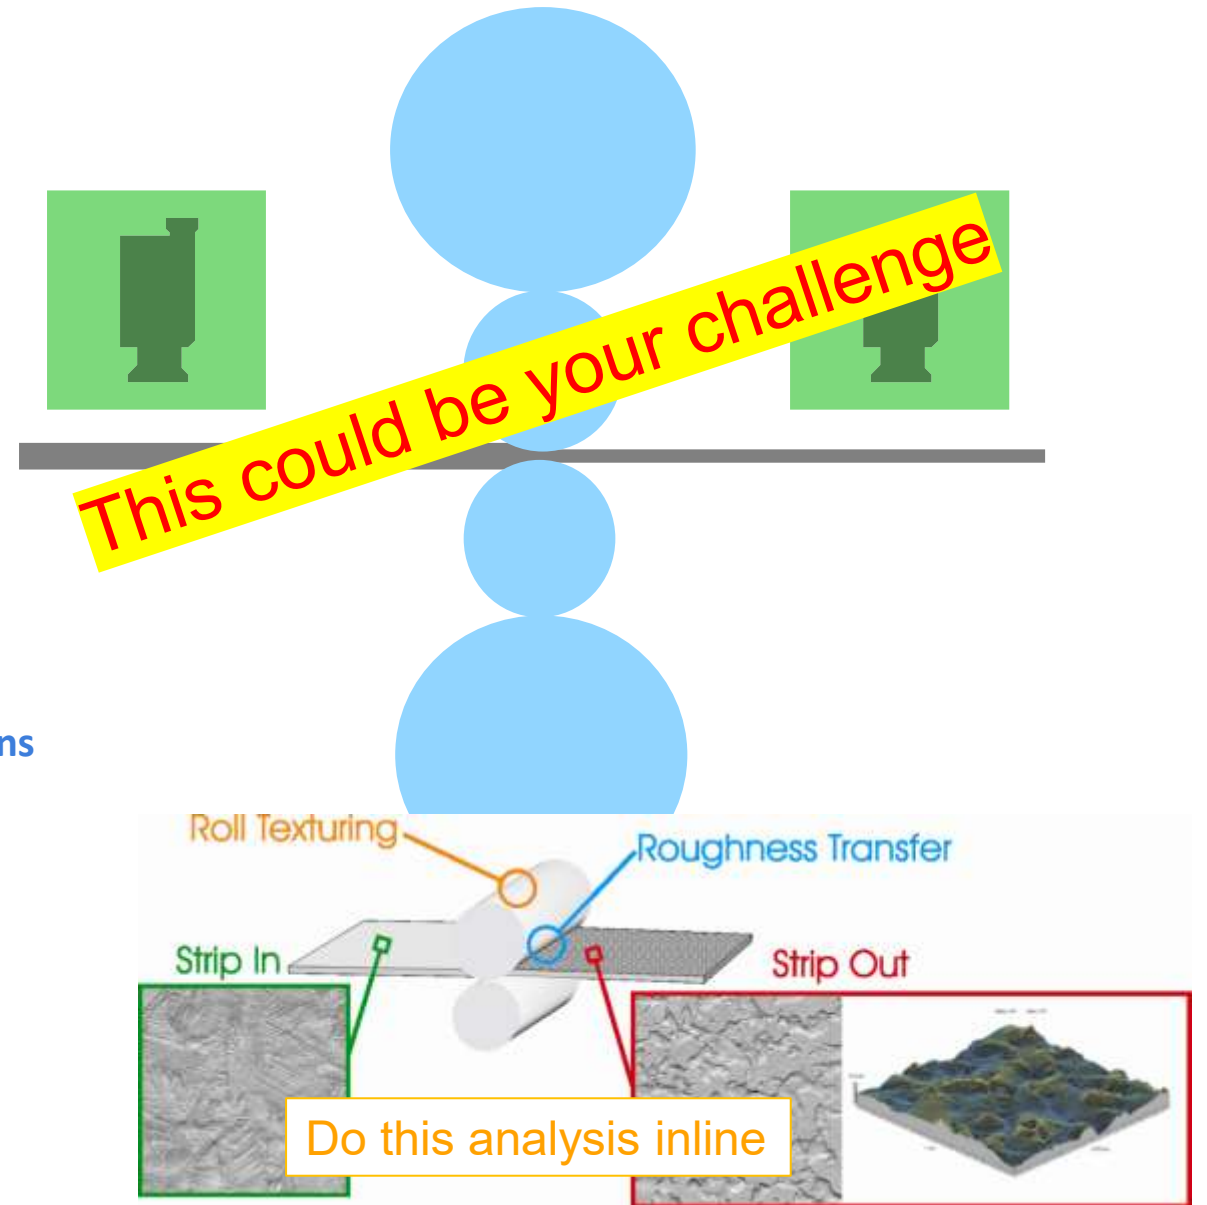 This could be your challenge
ns
Roll Texturing
Roughness Transfer
Strip In
Strip Out
Do this analysis inline